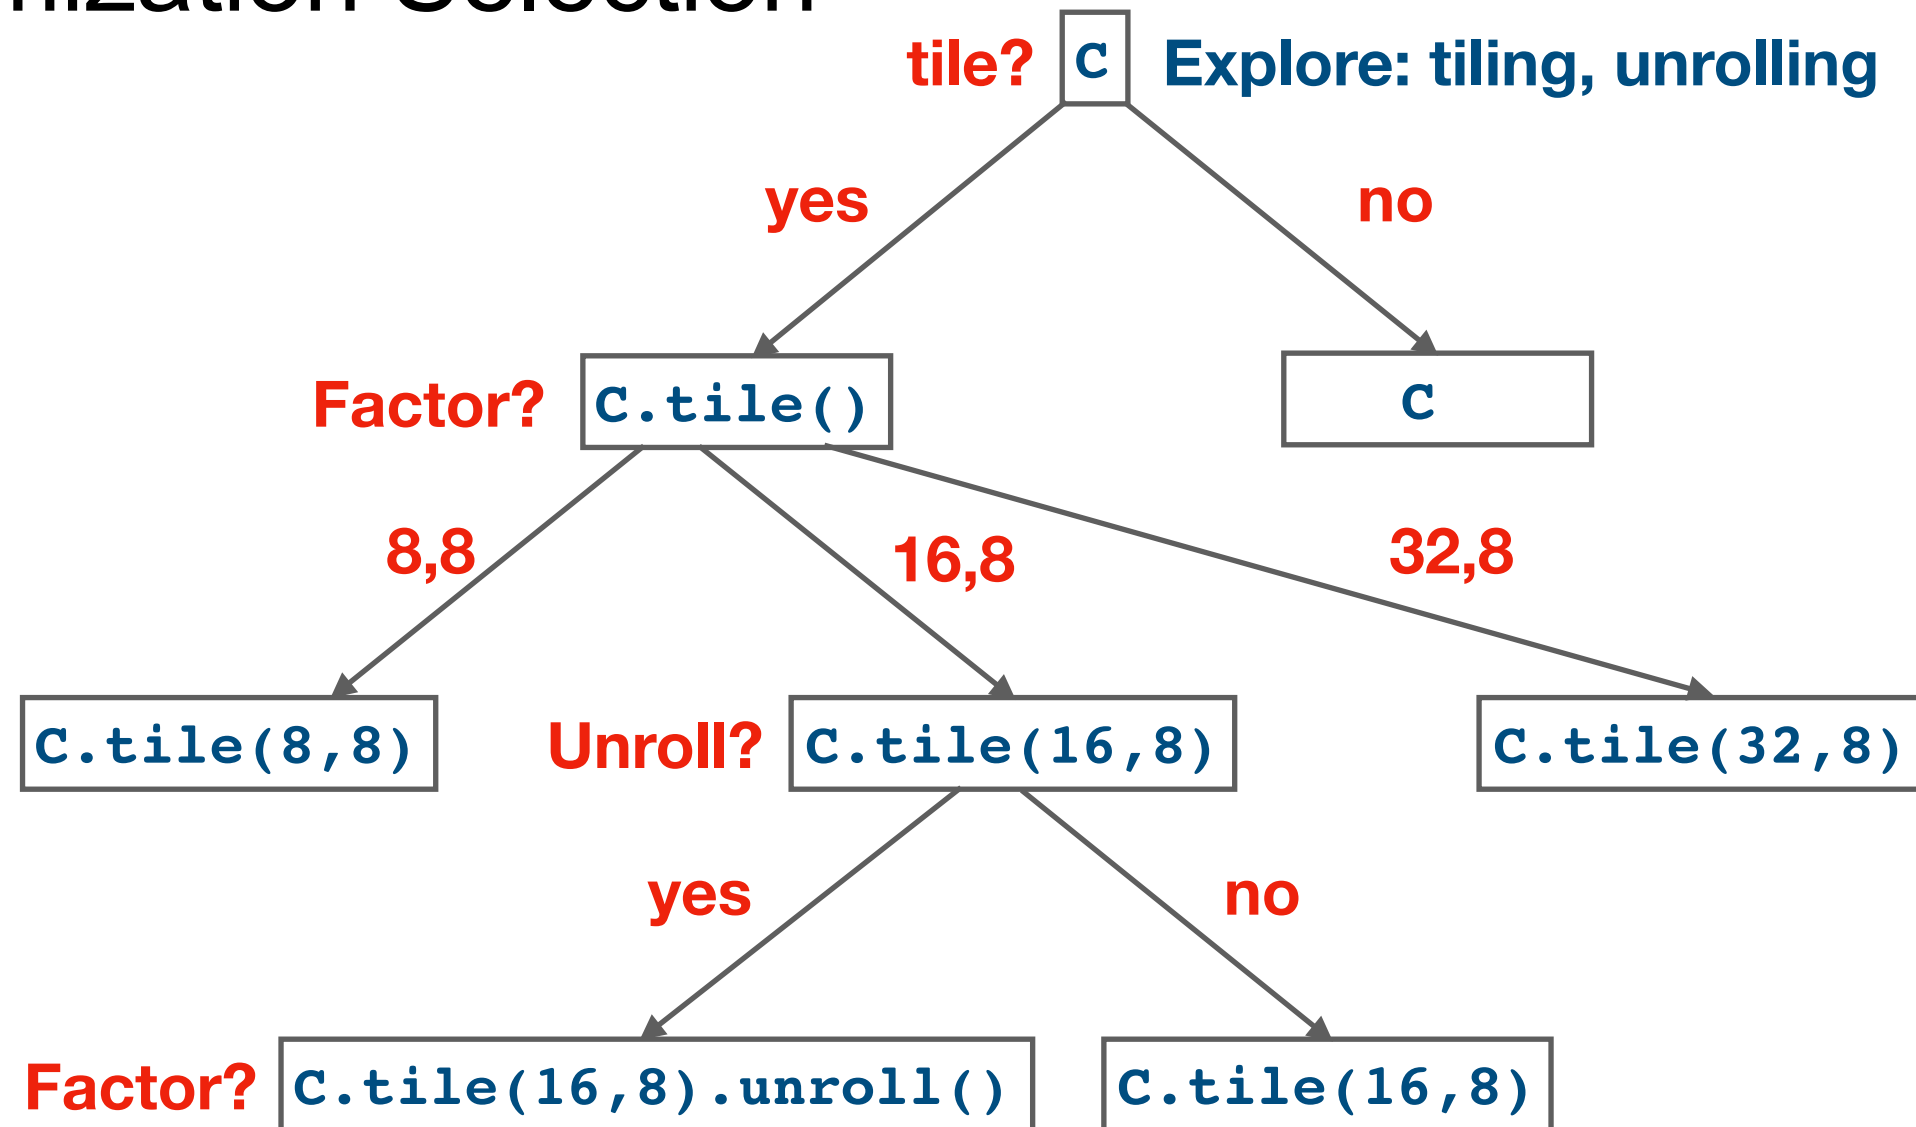 tile? C Explore: tiling, unrolling
yes no
Factor? C.tile() C
8,8 16,8 32,8
C.tile(8,8) Unroll? C.tile(16,8) C.tile(32,8)
yes no
Factor? C.tile(16,8).unroll() C.tile(16,8)